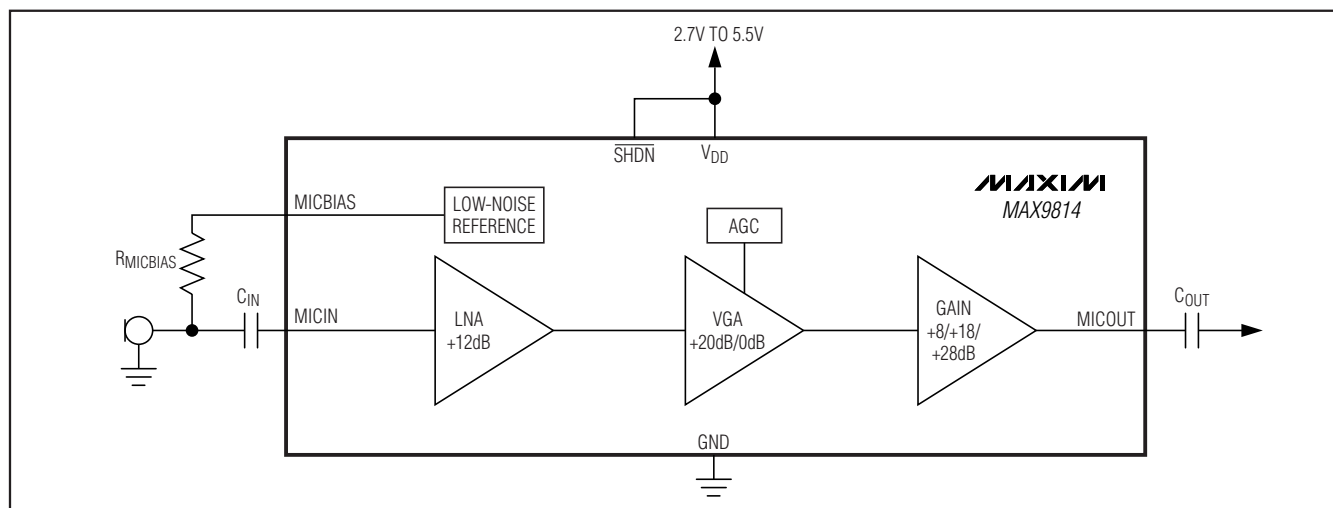 2.7V TO 5.5V
SHDN
VDD
MAXIM
MAX9814
MICBIAS
LOW-NOISE
REFERENCE
AGC
RMICBIAS
CIN
MICIN
LNA
+12dB
VGA
+20dB/0dB
GAIN
+8/+18/
+28dB
MICOUT
COUT
GND